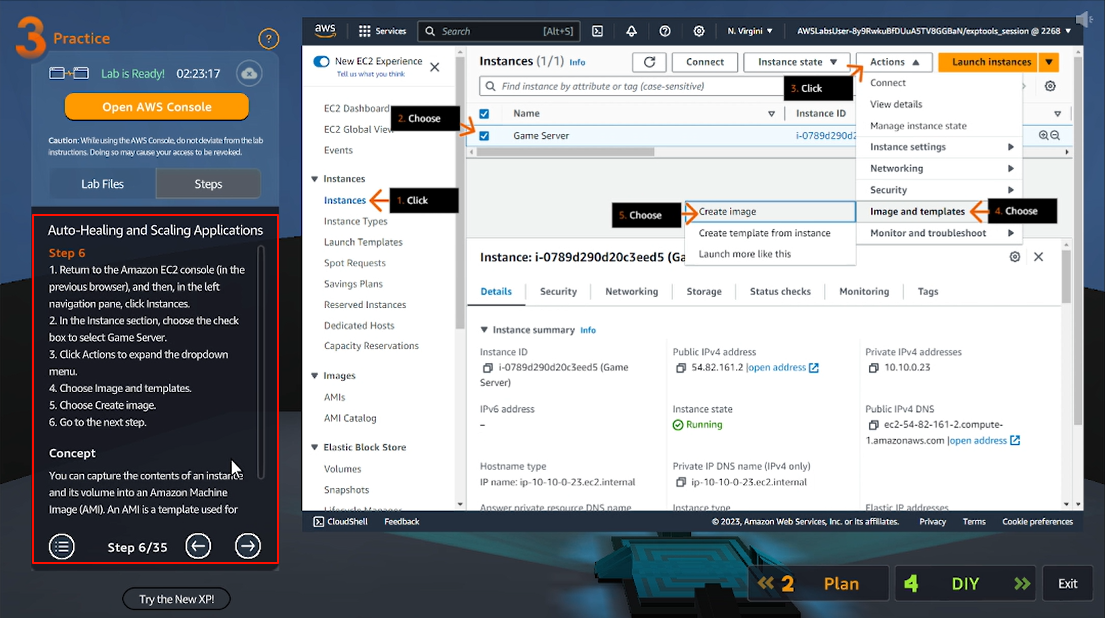 3 Practice
?
Lab is Ready! 02:23:17
Open AWS Console
Caution: While using the AWS Console, do not deviate from the lab
instructions. Doing so may cause your access to be revoked.
Lab Files
Steps
Auto-Healing and Scaling Applications
Step 6
1. Return to the Amazon EC2 console (in the
previous browser), and then, in the left
navigation pane, click Instances.
2. In the Instance section, choose the check
box to select Game Server.
3. Click Actions to expand the dropdown
menu.
4. Choose Image and templates.
5. Choose Create image.
6. Go to the next step.
Concept
You can capture the contents of an instance
and its volume into an Amazon Machine
Image (AMI). An AMI is a template used for
Step 6/35
Try the New XP!
aws
Services
Search [Alt+S]
N. Virginia
AWSLabsUser-8y9RwkuBFDUuA5TV8GGBaN/exptools_session @ 2268
New EC2 Experience
Tell us what you think
EC2 Dashboard
EC2 Global View
Events
Instances
Instances
Instance Types
Launch Templates
Spot Requests
Savings Plans
Reserved Instances
Dedicated Hosts
Capacity Reservations
Images
AMIs
AMI Catalog
Elastic Block Store
Volumes
Snapshots
Lifecycle Manager
1. Click
2. Choose
Instances (1/1) Info
Connect
Instance state
Actions
Launch instances
Find instance by attribute or tag (case-sensitive)
3. Click
Name
Instance ID
Game Server
i-0789d290d2
Connect
View details
Manage instance state
Instance settings
Networking
Security
Image and templates
Monitor and troubleshoot
4. Choose
5. Choose
Create image
Create template from instance
Launch more like this
Instance: i-0789d290d20c3eed5 (Ga
Details
Security
Networking
Storage
Status checks
Monitoring
Tags
Instance summary Info
Instance ID
i-0789d290d20c3eed5 (Game
Server)
Public IPv4 address
54.82.161.2 |open address
Private IPv4 addresses
10.10.0.23
IPv6 address
–
Instance state
Running
Public IPv4 DNS
ec2-54-82-161-2.compute-
1.amazonaws.com |open address
Hostname type
IP name: ip-10-10-0-23.ec2.internal
Private IP DNS name (IPv4 only)
ip-10-10-0-23.ec2.internal
Answer private resource DNS name
Instance type
Elastic IP addresses
CloudShell
Feedback
© 2023, Amazon Web Services, Inc. or its affiliates.
Privacy
Terms
Cookie preferences
2 Plan
4 DIY
Exit